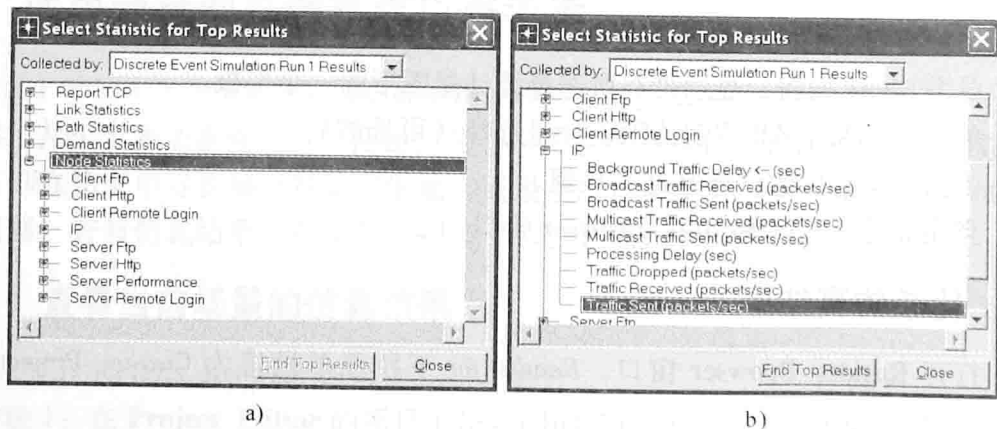 Select Statistic for Top Results
Collected by: Discrete Event Simulation Run 1 Results
Report TCP
Link Statistics
Path Statistics
Demand Statistics
Node Statistics
Client Ftp
Client Http
Client Remote Login
IP
Server Ftp
Server Http
Server Performance
Server Remote Login
Find Top Results
Close
a)
Select Statistic for Top Results
Collected by: Discrete Event Simulation Run 1 Results
Client Ftp
Client Http
Client Remote Login
IP
Background Traffic Delay <-- (sec)
Broadcast Traffic Received (packets/sec)
Broadcast Traffic Sent (packets/sec)
Multicast Traffic Received (packets/sec)
Multicast Traffic Sent (packets/sec)
Processing Delay (sec)
Traffic Dropped (packets/sec)
Traffic Received (packets/sec)
Traffic Sent (packets/sec)
Server Ftp
Find Top Results
Close
b)